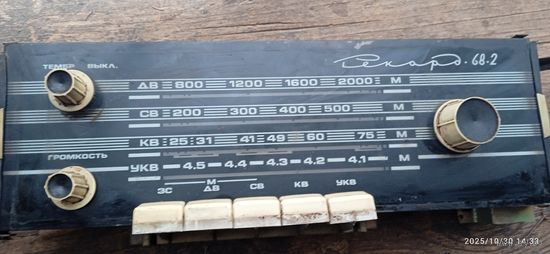 ТЕМБР ВЫКЛ.
Рекорд·68-2
ДВ 800 1200 1600 2000 М
СВ 200 300 400 500 М
КВ 25 31 41 49 60 75 М
ГРОМКОСТЬ
УКВ 4.5 4.4 4.3 4.2 4.1 М
М
ЗС ДВ СВ КВ УКВ
2025/10/30 14:33